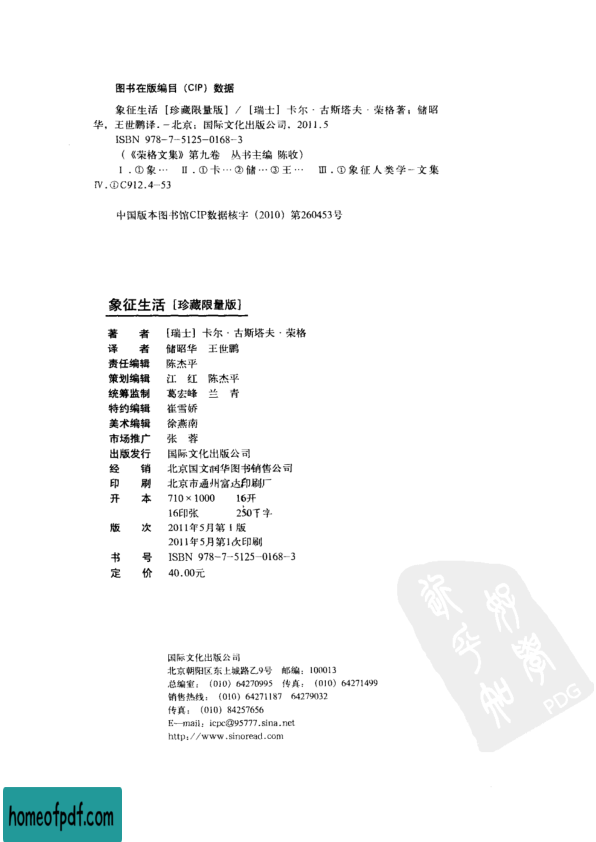 图书在版编目（CIP）数据
象征生活［珍藏限量版］／［瑞士］卡尔·古斯塔夫·荣格著；储昭
华，王世鹏译．－北京：国际文化出版公司．2011.5
ISBN 978-7-5125-0168-3
（《荣格文集》第九卷　丛书主编 陈收）
Ⅰ.①象…　Ⅱ.①卡…②储…③王…　Ⅲ.①象征人类学－文集
Ⅳ.①C912.4-53
中国版本图书馆CIP数据核字（2010）第260453号
象征生活［珍藏限量版］
著　者　［瑞士］卡尔·古斯塔夫·荣格
译　者　储昭华　王世鹏
责任编辑　陈杰平
策划编辑　江　红　陈杰平
统筹监制　葛宏峰　兰　青
特约编辑　崔雪娇
美术编辑　徐燕南
市场推广　张　蓉
出版发行　国际文化出版公司
经　销　北京国文润华图书销售公司
印　刷　北京市通州富达印刷厂
开　本　710×1000　16开
16印张　250千字
版　次　2011年5月第1版
2011年5月第1次印刷
书　号　ISBN 978-7-5125-0168-3
定　价　40.00元
国际文化出版公司
北京朝阳区东土城路乙9号　邮编：100013
总编室：（010）64270995　传真：（010）64271499
销售热线：（010）64271187　64279032
传真：（010）84257656
E-mail：icpc@95777.sina.net
http://www.sinoread.com
PDG
homeofpdf.com